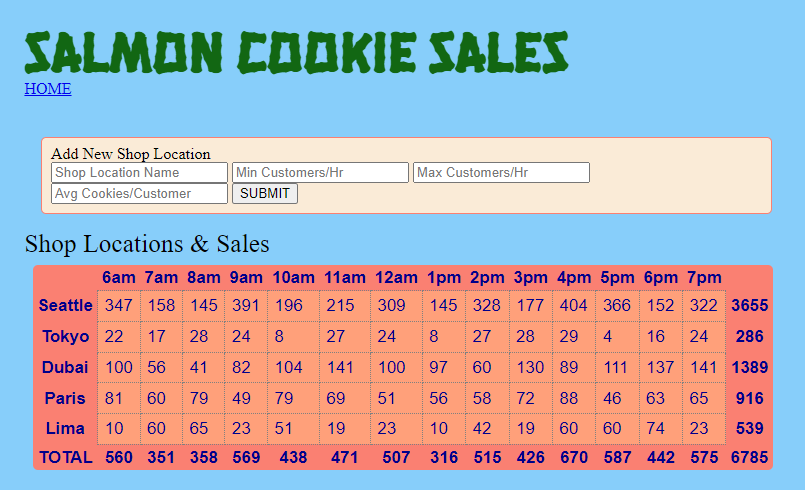 SALMON COOKIE SALES
HOME
Add New Shop Location
Shop Location Name Min Customers/Hr Max Customers/Hr
Avg Cookies/Customer SUBMIT
Shop Locations & Sales
6am 7am 8am 9am 10am 11am 12am 1pm 2pm 3pm 4pm 5pm 6pm 7pm
Seattle 347 158 145 391 196 215 309 145 328 177 404 366 152 322 3655
Tokyo 22 17 28 24 8 27 24 8 27 28 29 4 16 24 286
Dubai 100 56 41 82 104 141 100 97 60 130 89 111 137 141 1389
Paris 81 60 79 49 79 69 51 56 58 72 88 46 63 65 916
Lima 10 60 65 23 51 19 23 10 42 19 60 60 74 23 539
TOTAL 560 351 358 569 438 471 507 316 515 426 670 587 442 575 6785